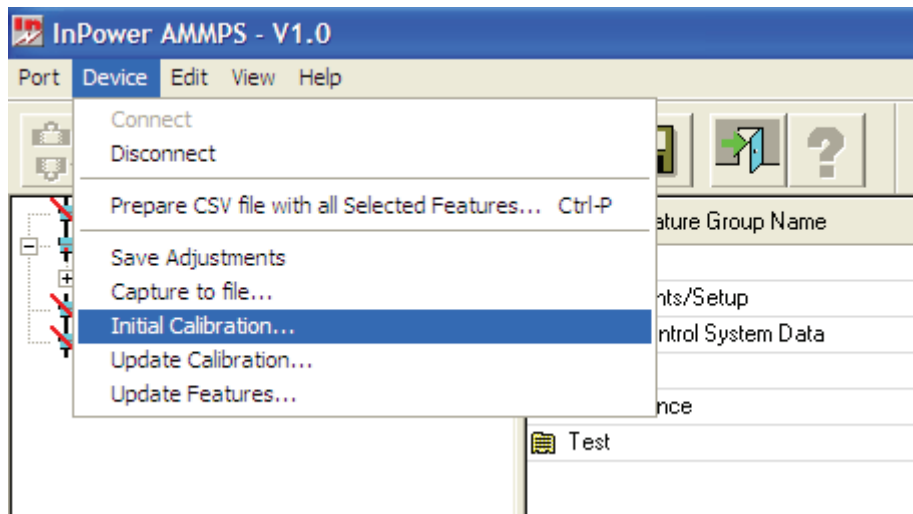 InPower AMMPS - V1.0
Port Device Edit View Help
Connect
Disconnect
Prepare CSV file with all Selected Features... Ctrl-P
ature Group Name
Save Adjustments
Capture to file...
nts/Setup
Initial Calibration...
ntrol System Data
Update Calibration...
Update Features...
nce
Test